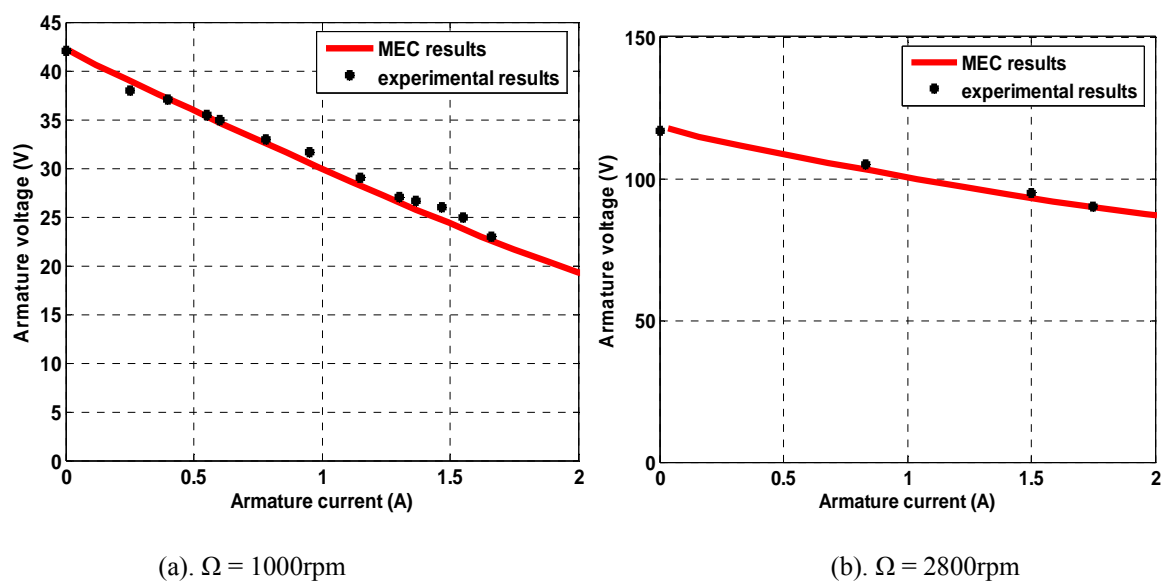 45
40
35
30
25
20
15
10
5
0
0
0.5
1
1.5
2
Armature voltage (V)
Armature current (A)
MEC results
experimental results
(a). Ω = 1000rpm
150
100
50
0
0
0.5
1
1.5
2
Armature voltage (V)
Armature current (A)
MEC results
experimental results
(b). Ω = 2800rpm